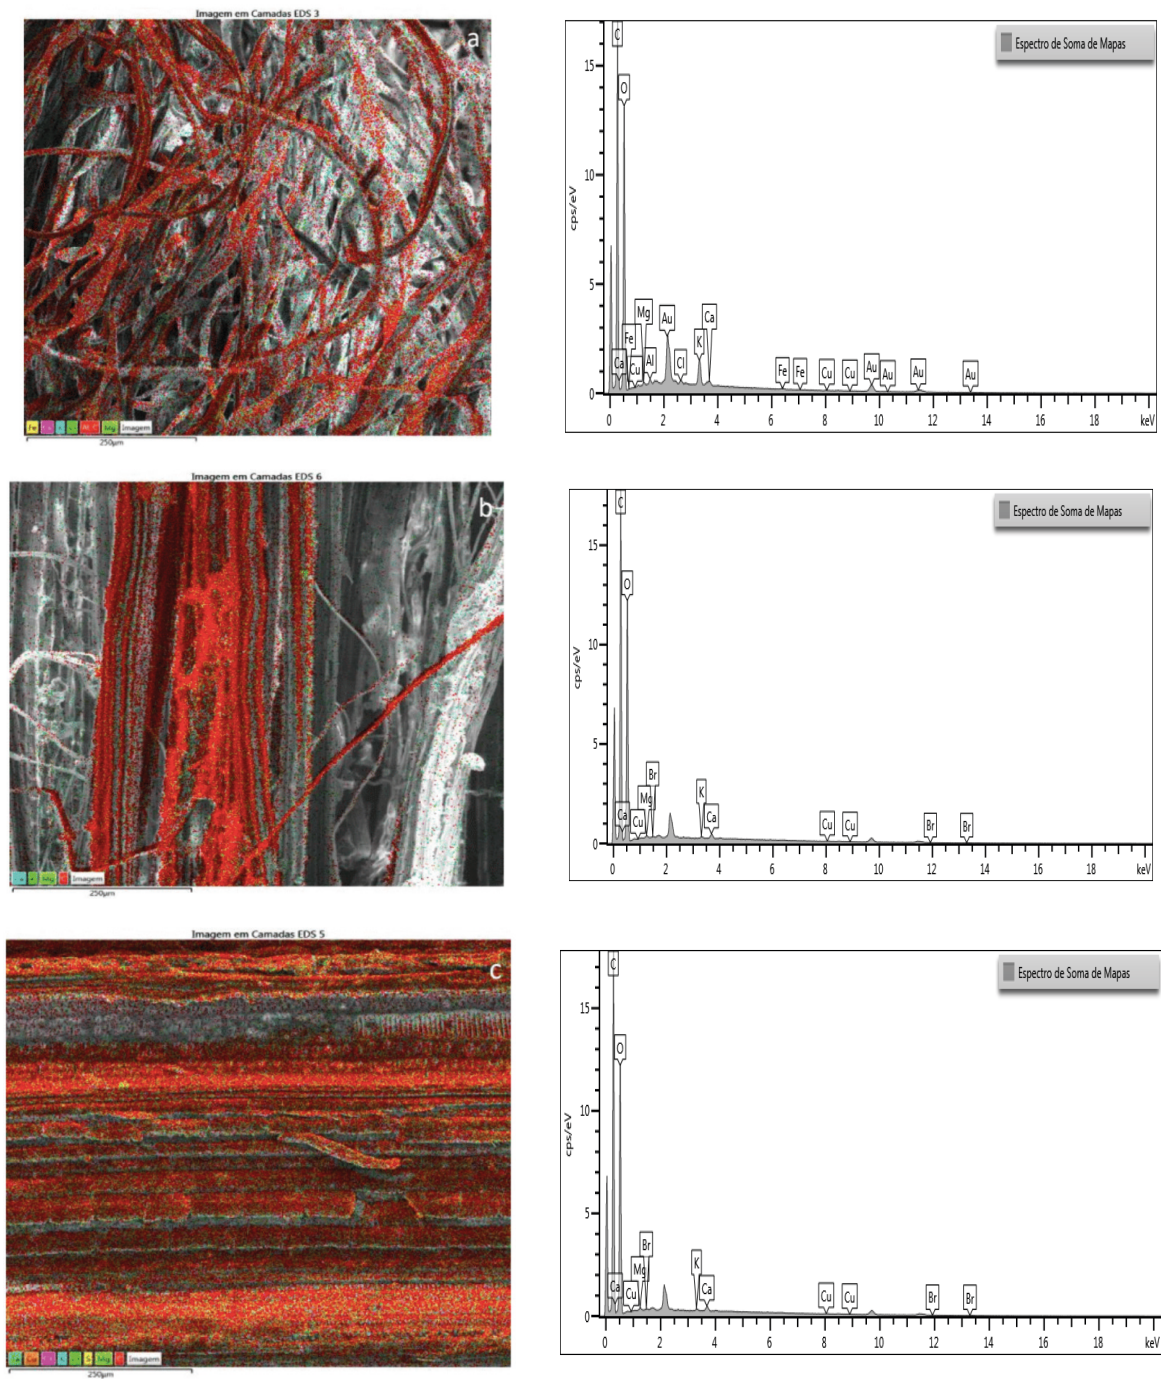 Imagem em Camadas EDS 3
a
Fe
Mg
Imagem
250µm
Espectro de Soma de Mapas
cps/eV
15
10
5
0
C
O
Mg
Fe
Ca
Cu
Al
Au
Cl
K
Ca
Fe
Fe
Cu
Cu
Au
Au
Au
Au
0 2 4 6 8 10 12 14 16 18 keV
Imagem em Camadas EDS 6
b
Mg
Imagem
250µm
Espectro de Soma de Mapas
cps/eV
15
10
5
0
C
O
Ca
Cu
Mg
Br
K
Ca
Cu
Cu
Br
Br
0 2 4 6 8 10 12 14 16 18 keV
Imagem em Camadas EDS 5
c
S
Mg
Imagem
250µm
Espectro de Soma de Mapas
cps/eV
15
10
5
0
C
O
Ca
Cu
Mg
Br
K
Ca
Cu
Cu
Br
Br
0 2 4 6 8 10 12 14 16 18 keV